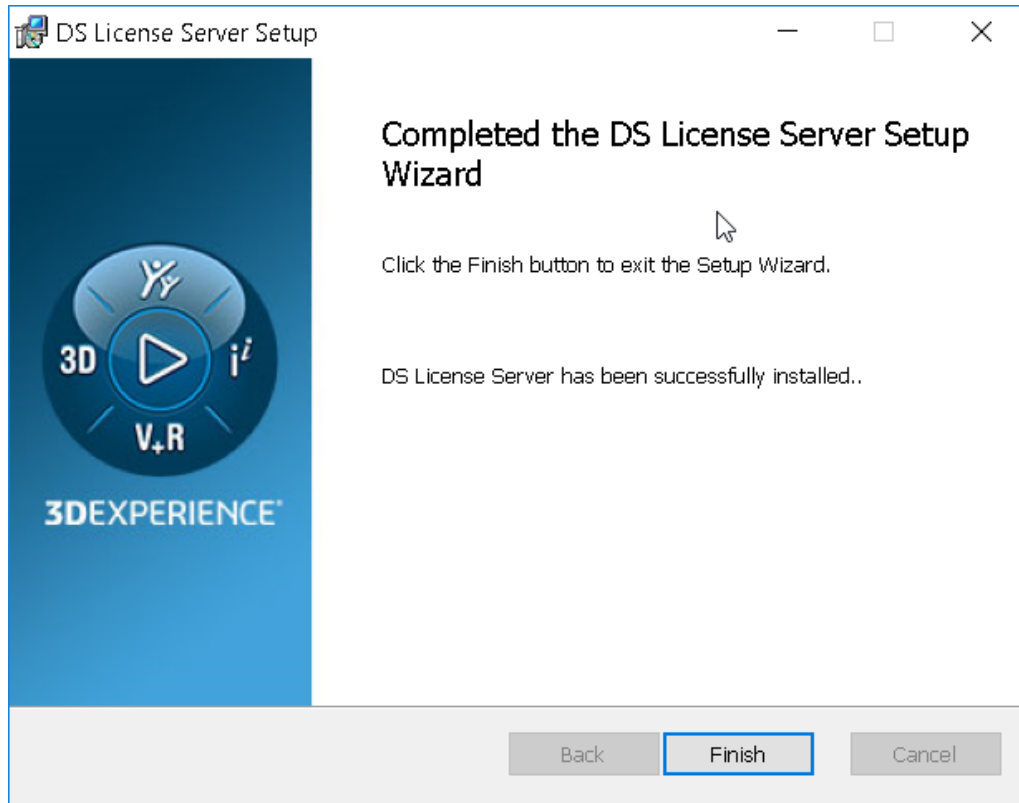 DS License Server Setup
Completed the DS License Server Setup
Wizard
Click the Finish button to exit the Setup Wizard.
DS License Server has been successfully installed..
3D
i
V+R
3DEXPERIENCE
Back
Finish
Cancel